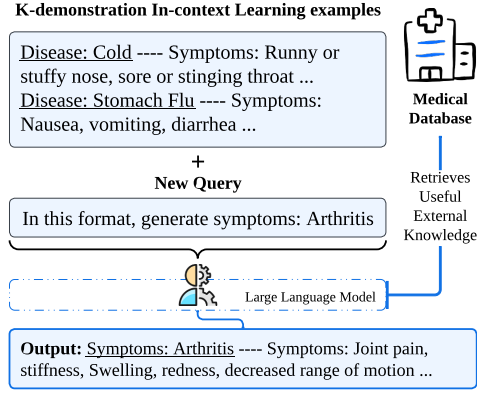 K-demonstration In-context Learning examples
Disease: Cold ---- Symptoms: Runny or
stuffy nose, sore or stinging throat ...
Disease: Stomach Flu ---- Symptoms:
Nausea, vomiting, diarrhea ...
Medical
Database
+
New Query
Retrieves
Useful
External
Knowledge
In this format, generate symptoms: Arthritis
Large Language Model
Output: Symptoms: Arthritis ---- Symptoms: Joint pain,
stiffness, Swelling, redness, decreased range of motion ...